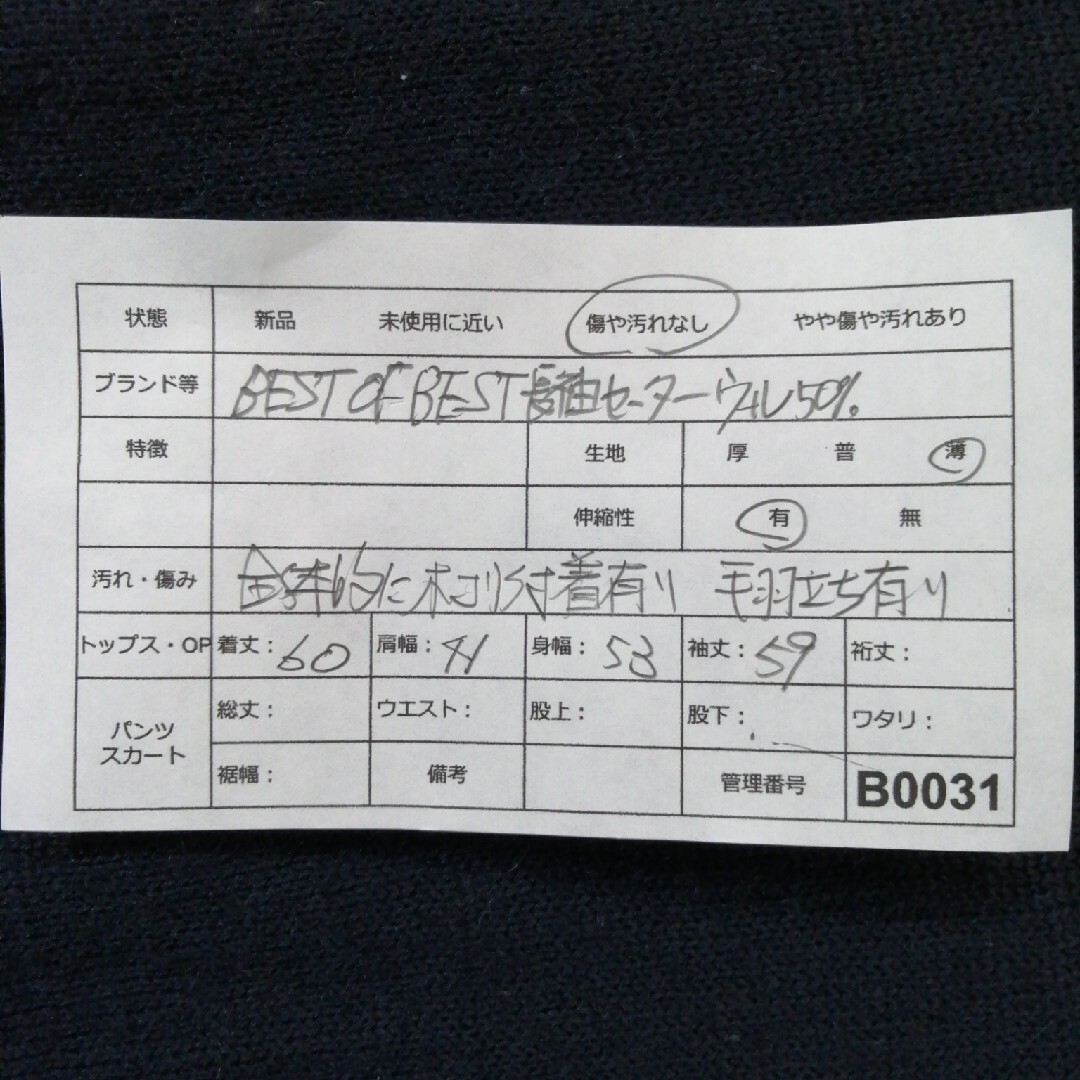 状態 新品 未使用に近い 傷や汚れなし やや傷や汚れあり
ブランド等 BEST OF BEST 長袖セーター ウール50%
特徴 生地 厚 普 薄
伸縮性 有 無
汚れ・傷み 全体的にホコリ付着有り 毛羽立ち有り
トップス・OP 着丈: 60 肩幅: 41 身幅: 53 袖丈: 59 裄丈:
パンツ スカート 総丈: ウエスト: 股上: 股下: ワタリ:
裾幅: 備考 管理番号 B0031